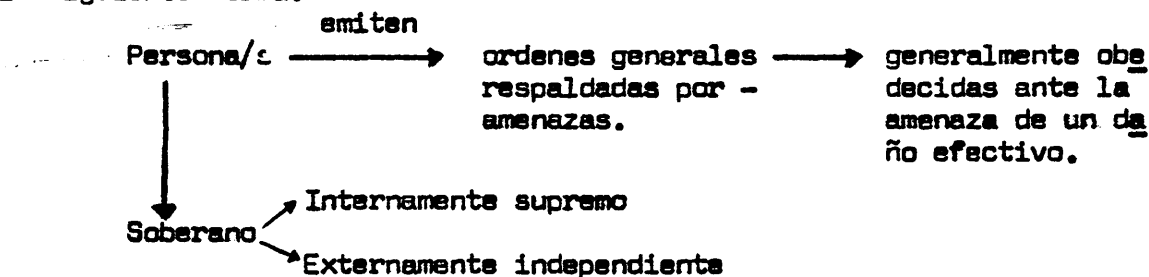 emiten
Persona/s ordenes generales generalmente obe
respaldadas por - decidas ante la
amenazas. amenaza de un da
ño efectivo.
Internamente supremo
Soberano
Externamente independiente